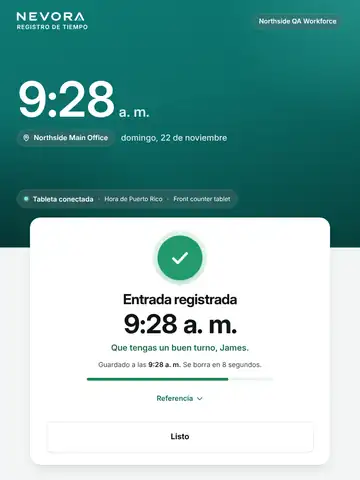 NEVORA
REGISTRO DE TIEMPO
Northside QA Workforce
9:28 a. m.
Northside Main Office
domingo, 22 de noviembre
Tableta conectada · Hora de Puerto Rico · Front counter tablet
Entrada registrada
9:28 a. m.
Que tengas un buen turno, James.
Guardado a las 9:28 a. m. Se borra en 8 segundos.
Referencia
Listo